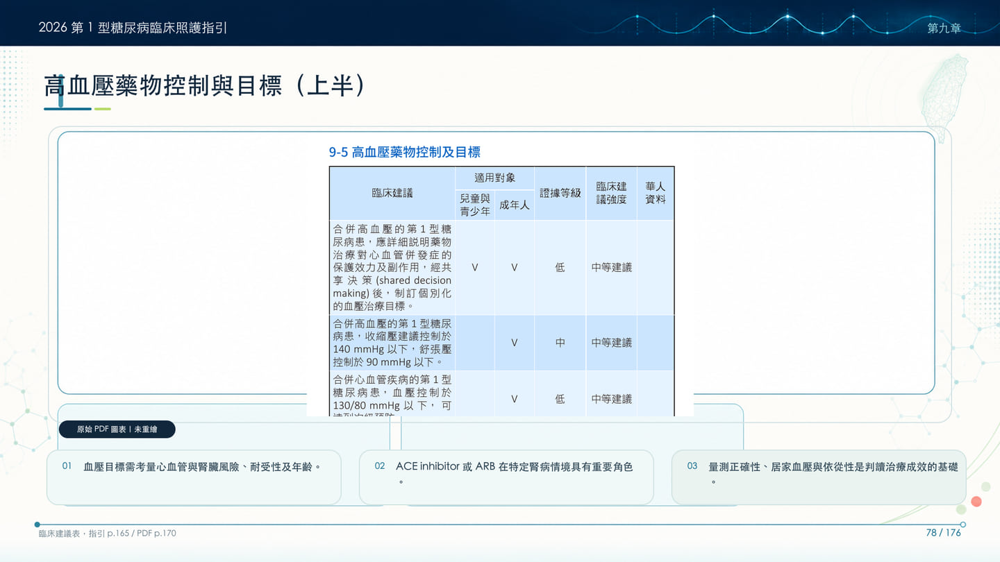 2026 第 1 型糖尿病臨床照護指引
第九章
高血壓藥物控制與目標（上半）
9-5 高血壓藥物控制及目標
臨床建議
適用對象
兒童與
青少年
成年人
證據等級
臨床建
議強度
華人
資料
合併高血壓的第 1 型糖
尿病患，應詳細說明藥物
治療對心血管併發症的
保護效力及副作用，經共
享決策(shared decision
making) 後，制訂個別化
的血壓治療目標。
V
V
低
中等建議
合併高血壓的第 1 型糖尿
病患，收縮壓建議控制於
140 mmHg 以下，舒張壓
控制於 90 mmHg 以下。
V
中
中等建議
合併心血管疾病的第 1 型
糖尿病患，血壓控制於
130/80 mmHg 以下，可
V
低
中等建議
原始 PDF 圖表｜未重繪
01 血壓目標需考量心血管與腎臟風險、耐受性及年齡。
02 ACE inhibitor 或 ARB 在特定腎病情境具有重要角色
。
03 量測正確性、居家血壓與依從性是判讀治療成效的基礎
。
臨床建議表，指引 p.165 / PDF p.170
78 / 176